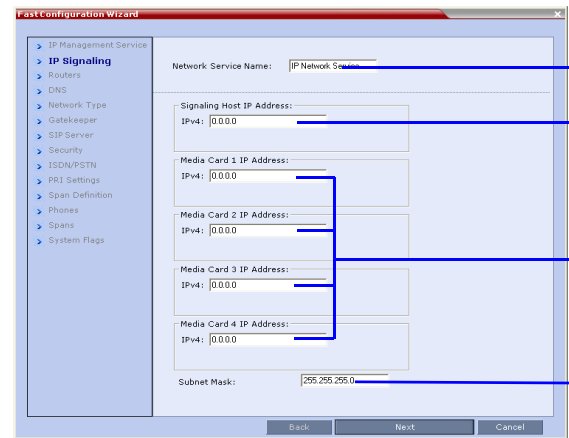 Fast Configuration Wizard
IP Management Service
IP Signaling
Routers
DNS
Network Type
Gatekeeper
SIP Server
Security
ISDN/PSTN
PRI Settings
Span Definition
Phones
Spans
System Flags
Network Service Name: IP Network Service
Signaling Host IP Address:
IPv4: 0.0.0.0
Media Card 1 IP Address:
IPv4: 0.0.0.0
Media Card 2 IP Address:
IPv4: 0.0.0.0
Media Card 3 IP Address:
IPv4: 0.0.0.0
Media Card 4 IP Address:
IPv4: 0.0.0.0
Subnet Mask: 255.255.255.0
Back Next Cancel